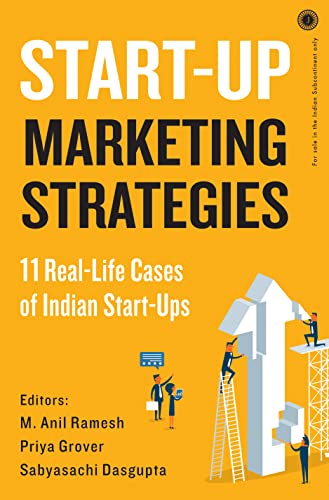 START-UP
MARKETING
STRATEGIES
11 Real-Life Cases
of Indian Start-Ups
Editors:
M. Anil Ramesh
Priya Grover
Sabyasachi Dasgupta
For sale in the Indian Subcontinent only